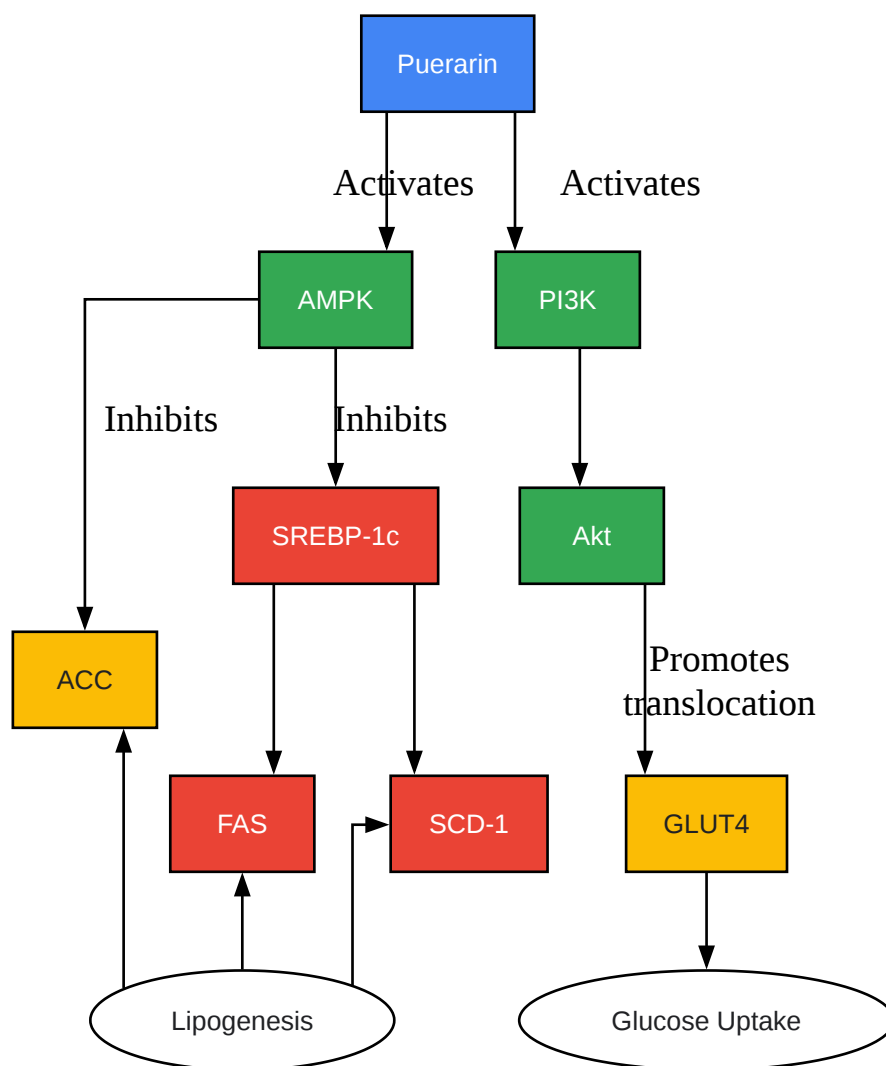 Puerarin
Activates
Activates
AMPK
PI3K
Inhibits
Inhibits
SREBP-1c
Akt
ACC
Promotes
translocation
FAS
SCD-1
GLUT4
Lipogenesis
Glucose Uptake